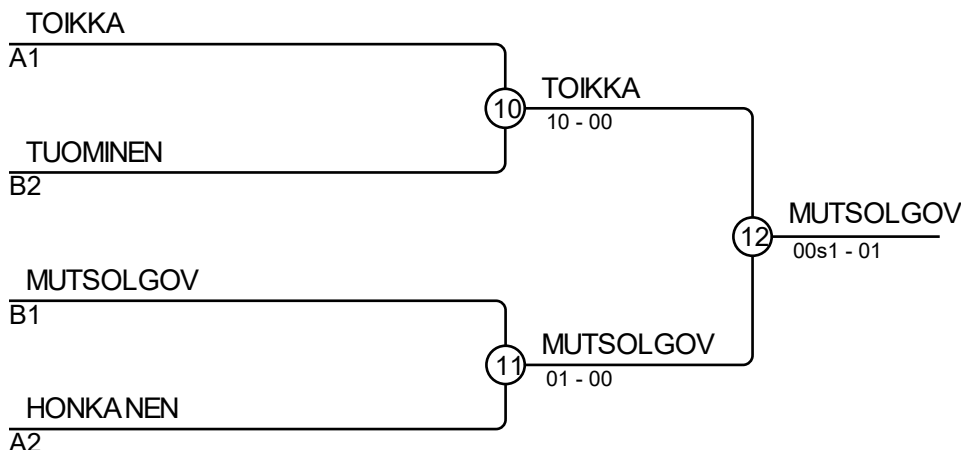 TOIKKA
A1
10
TOIKKA
10 - 00
TUOMINEN
B2
12
MUTSOLGOV
00s1 - 01
MUTSOLGOV
B1
11
MUTSOLGOV
01 - 00
HONKANEN
A2